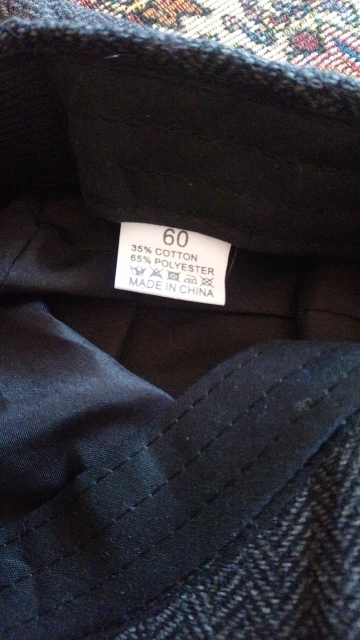 60
35% COTTON
65% POLYESTER
MADE IN CHINA